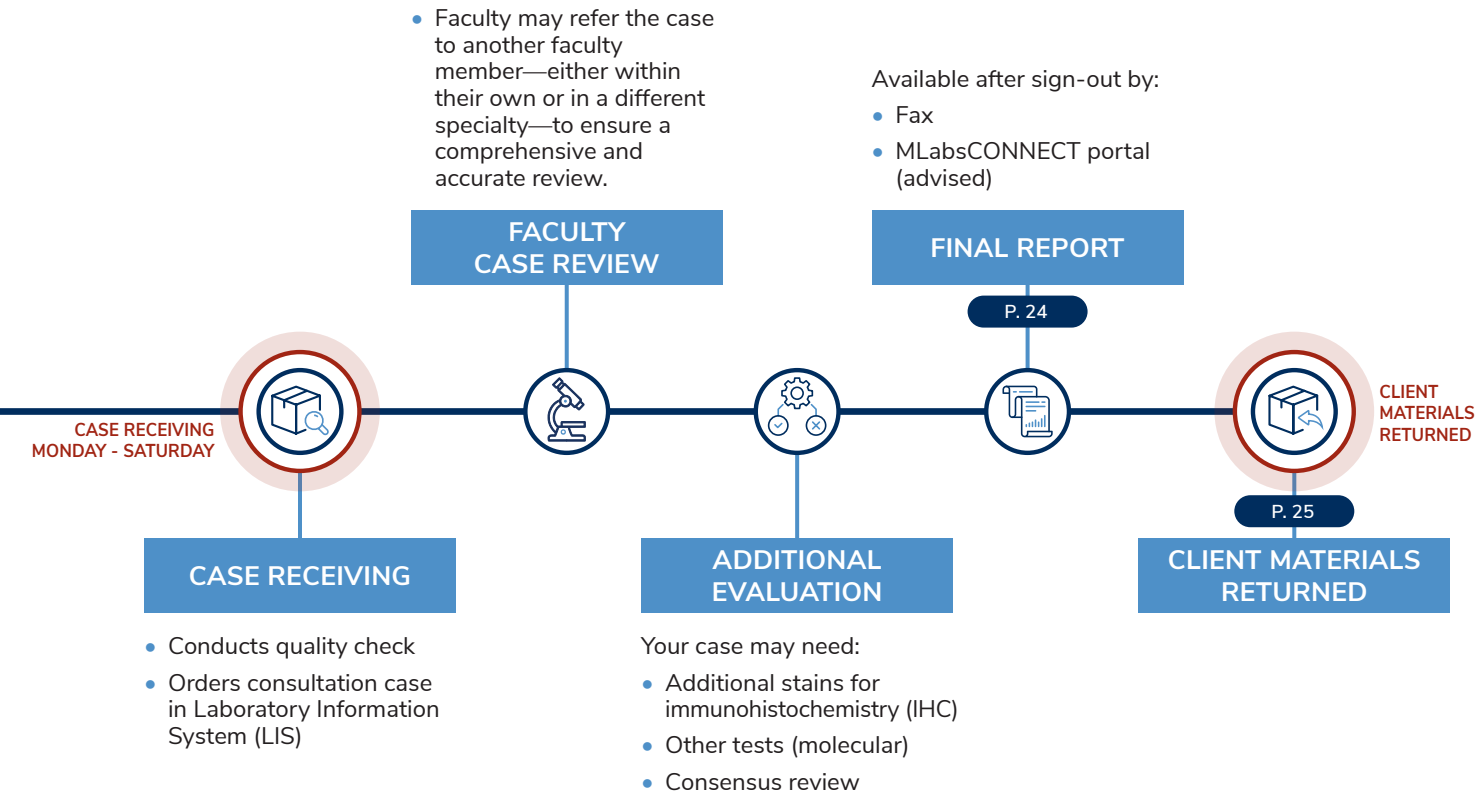 Faculty may refer the case
to another faculty
member—either within
their own or in a different
specialty—to ensure a
comprehensive and
accurate review.
FACULTY
CASE REVIEW
Available after sign-out by:
Fax
MLabsCONNECT portal
(advised)
FINAL REPORT
P. 24
CASE RECEIVING
MONDAY - SATURDAY
CLIENT
MATERIALS
RETURNED
CASE RECEIVING
Conducts quality check
Orders consultation case
in Laboratory Information
System (LIS)
ADDITIONAL
EVALUATION
Your case may need:
Additional stains for
immunohistochemistry (IHC)
Other tests (molecular)
Consensus review
P. 25
CLIENT MATERIALS
RETURNED